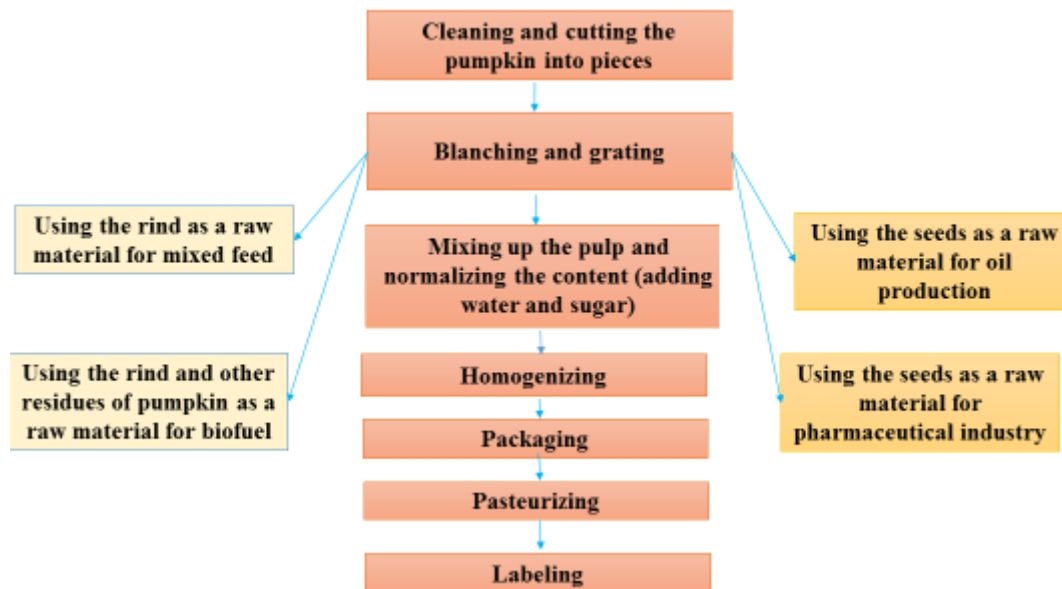 Cleaning and cutting the
pumpkin into pieces
Blanching and grating
Using the rind as a raw
material for mixed feed
Mixing up the pulp and
normalizing the content (adding
water and sugar)
Using the seeds as a raw
material for oil
production
Using the rind and other
residues of pumpkin as a
raw material for biofuel
Homogenizing
Using the seeds as a raw
material for
pharmaceutical industry
Packaging
Pasteurizing
Labeling